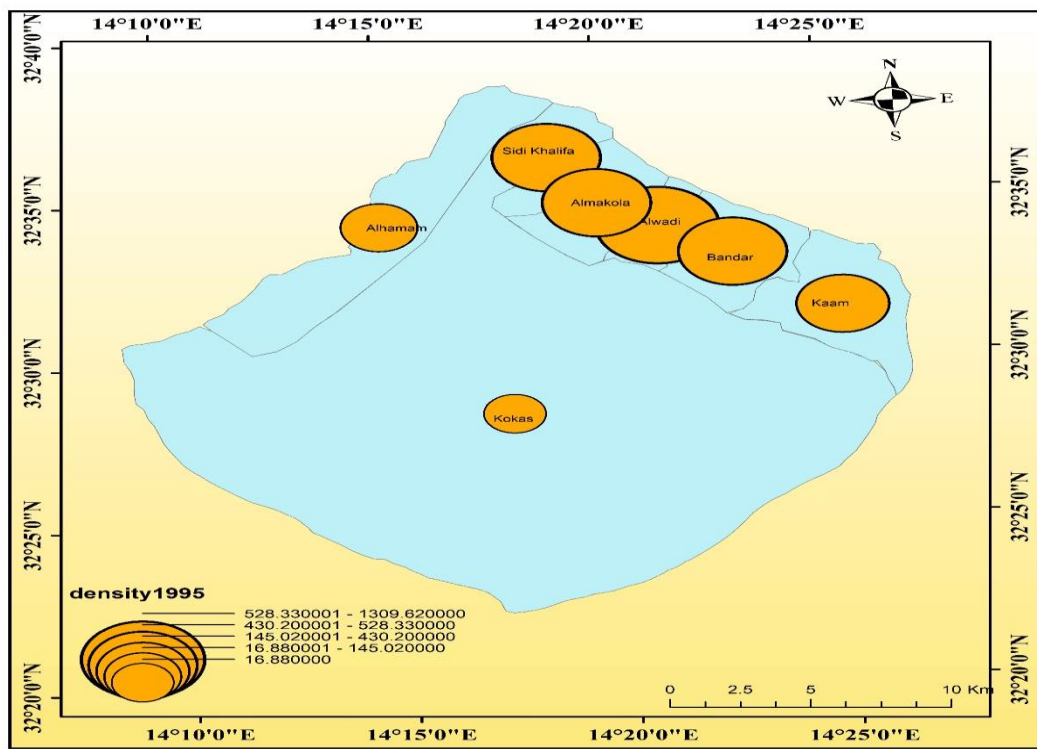 14°10'0"E 14°15'0"E 14°20'0"E 14°25'0"E
32°40'0"N
N
W E
S
Sidi Khalifa
32°35'0"N
Almakola
32°35'0"N
Alwadi
Alhamam
Bandar
Kaam
32°30'0"N
32°30'0"N
Kokas
32°25'0"N
32°25'0"N
density1995
528.330001 - 1309.620000
430.200001 - 528.330000
145.020001 - 430.200000
16.880001 - 145.020000
16.880000
32°20'0"N
32°20'0"N
0 2.5 5 10 Km
14°10'0"E 14°15'0"E 14°20'0"E 14°25'0"E